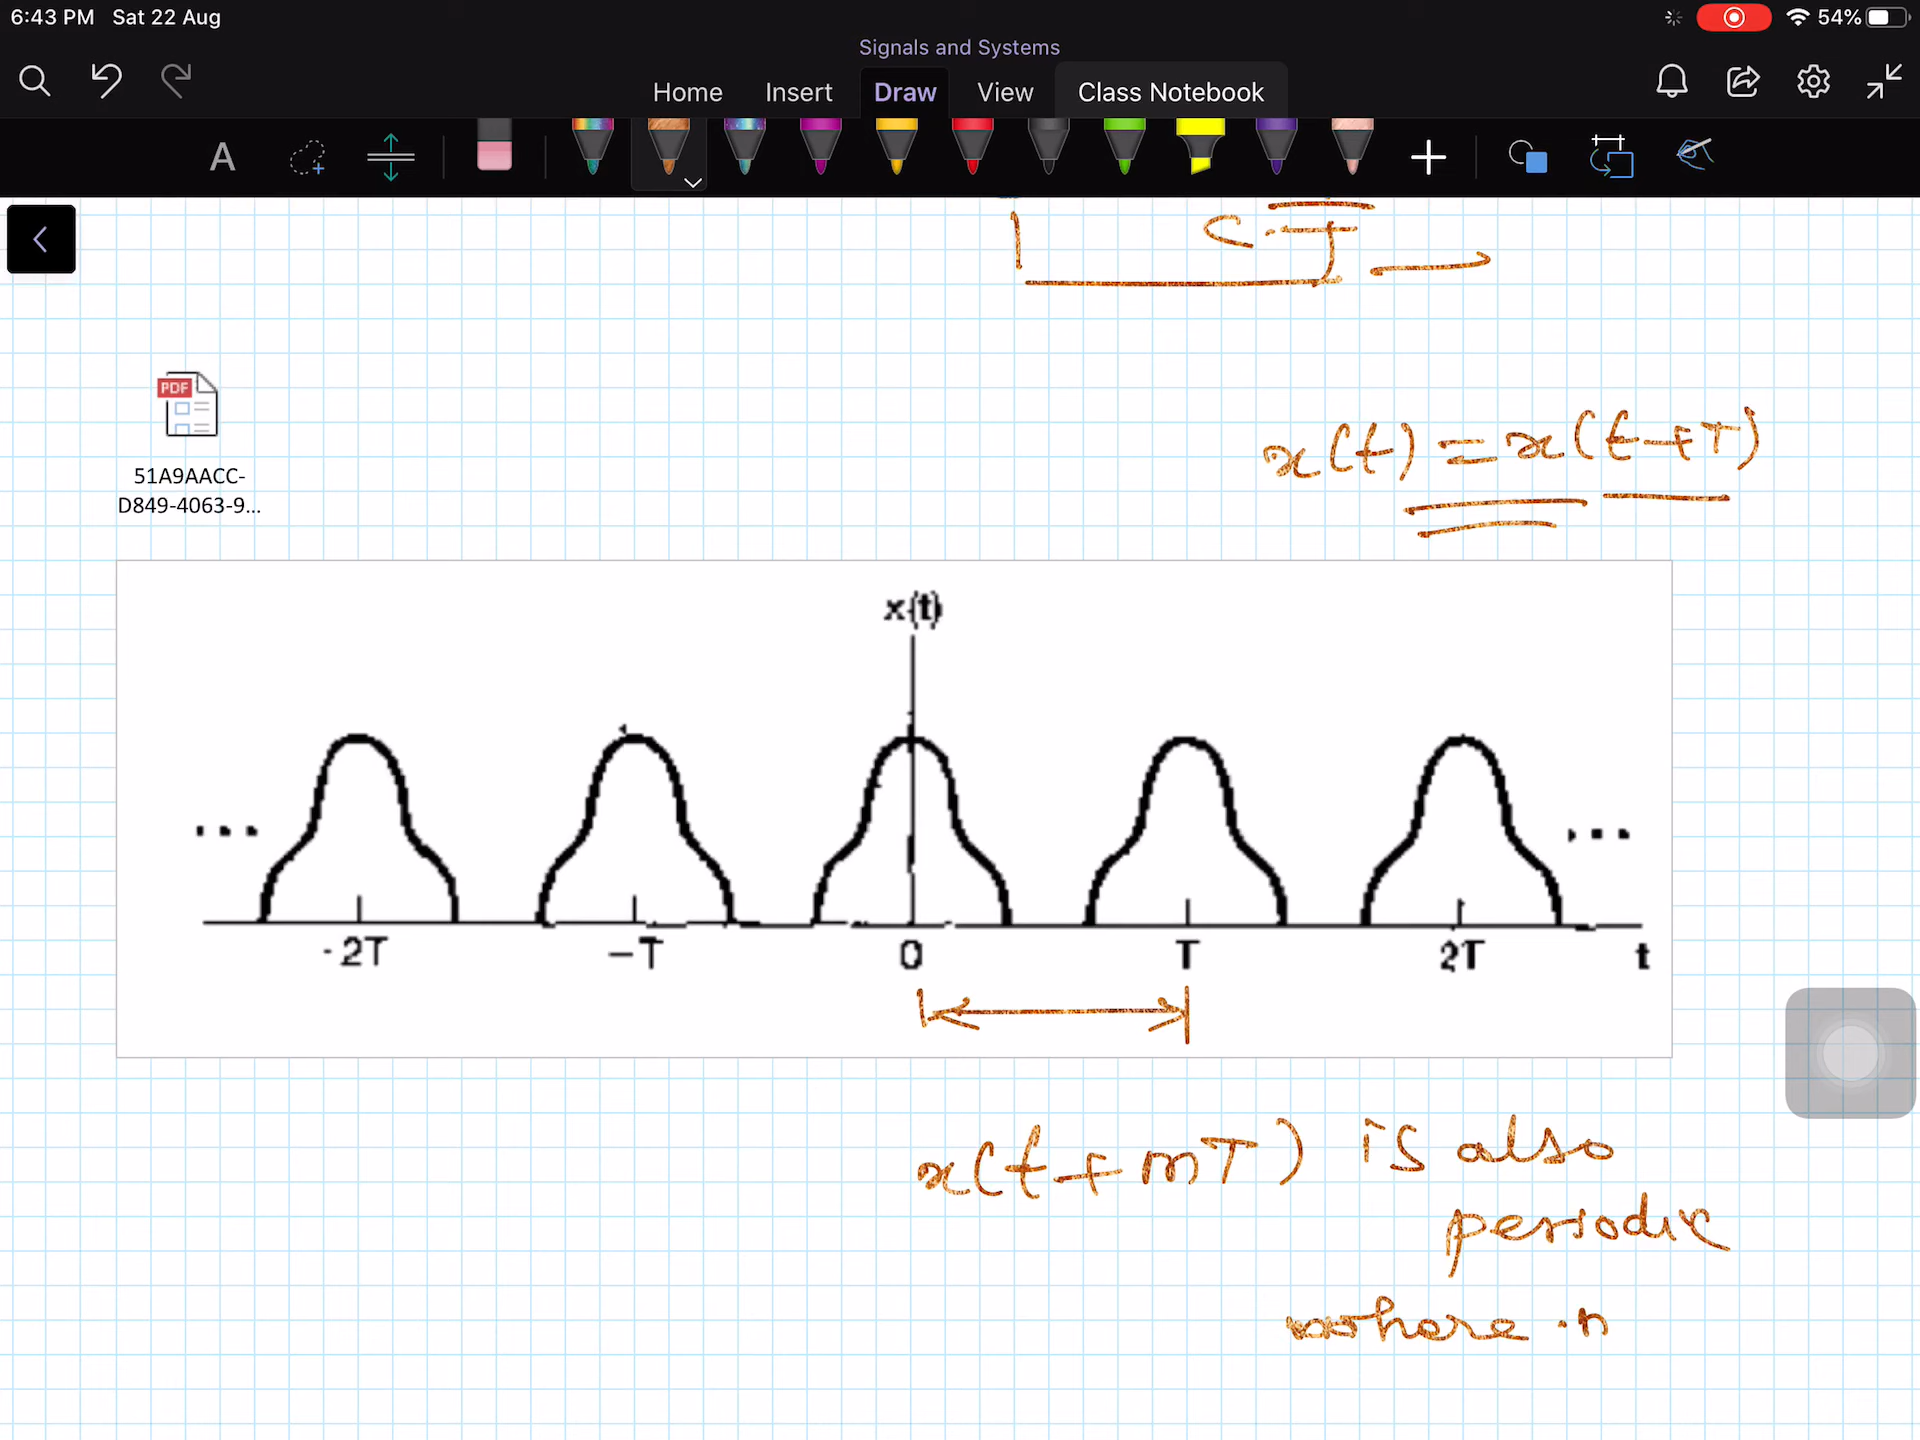 6:43 PM Sat 22 Aug
54%
Signals and Systems
Home Insert Draw View Class Notebook
A
C.T
PDF
51A9AACC-
D849-4063-9...
x(t) = x(t+T)
x(t)
... ...
-2T -T 0 T 2T t
x(t+mT) is also
periodic
where n